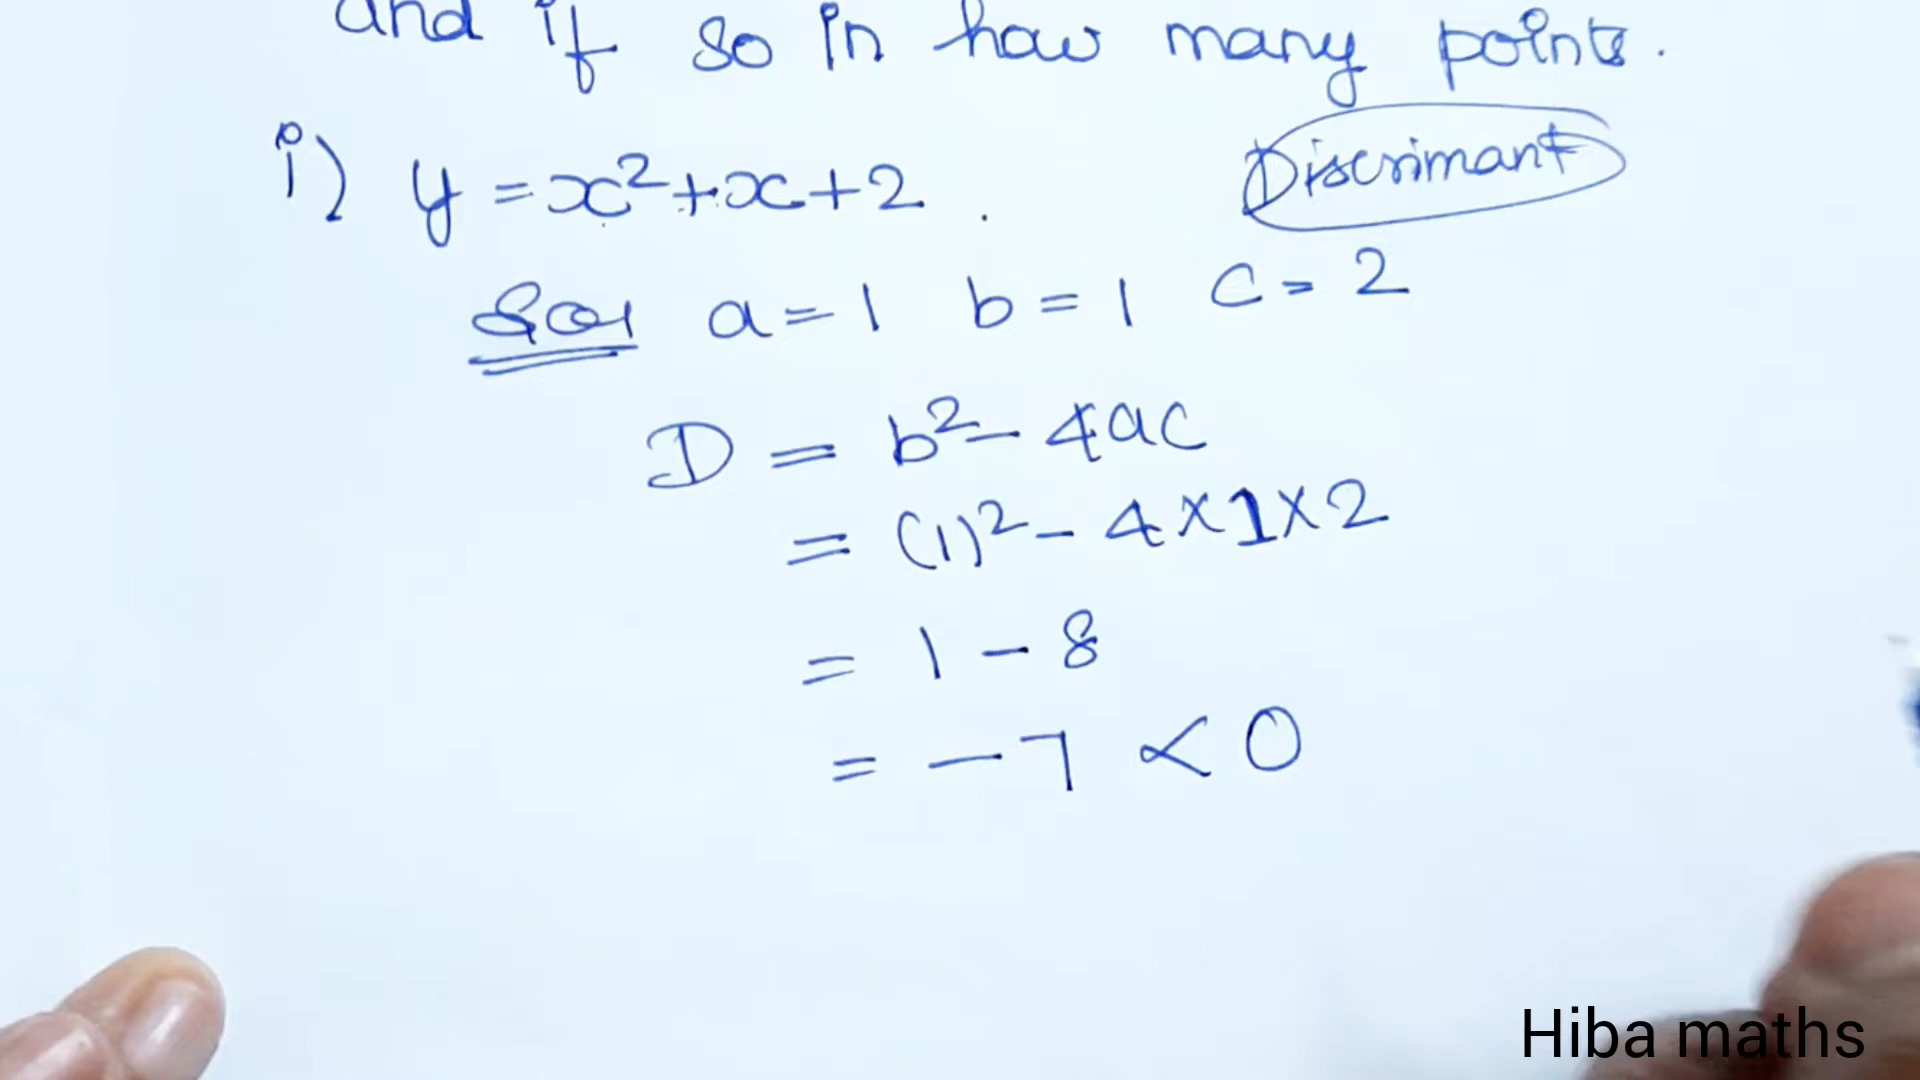 and if so in how many points.
i) y = x² + x + 2 .
Discrimant
Sol a = 1 b = 1 c = 2
D = b² - 4ac
= (1)² - 4 × 1 × 2
= 1 - 8
= -7 < 0
Hiba maths